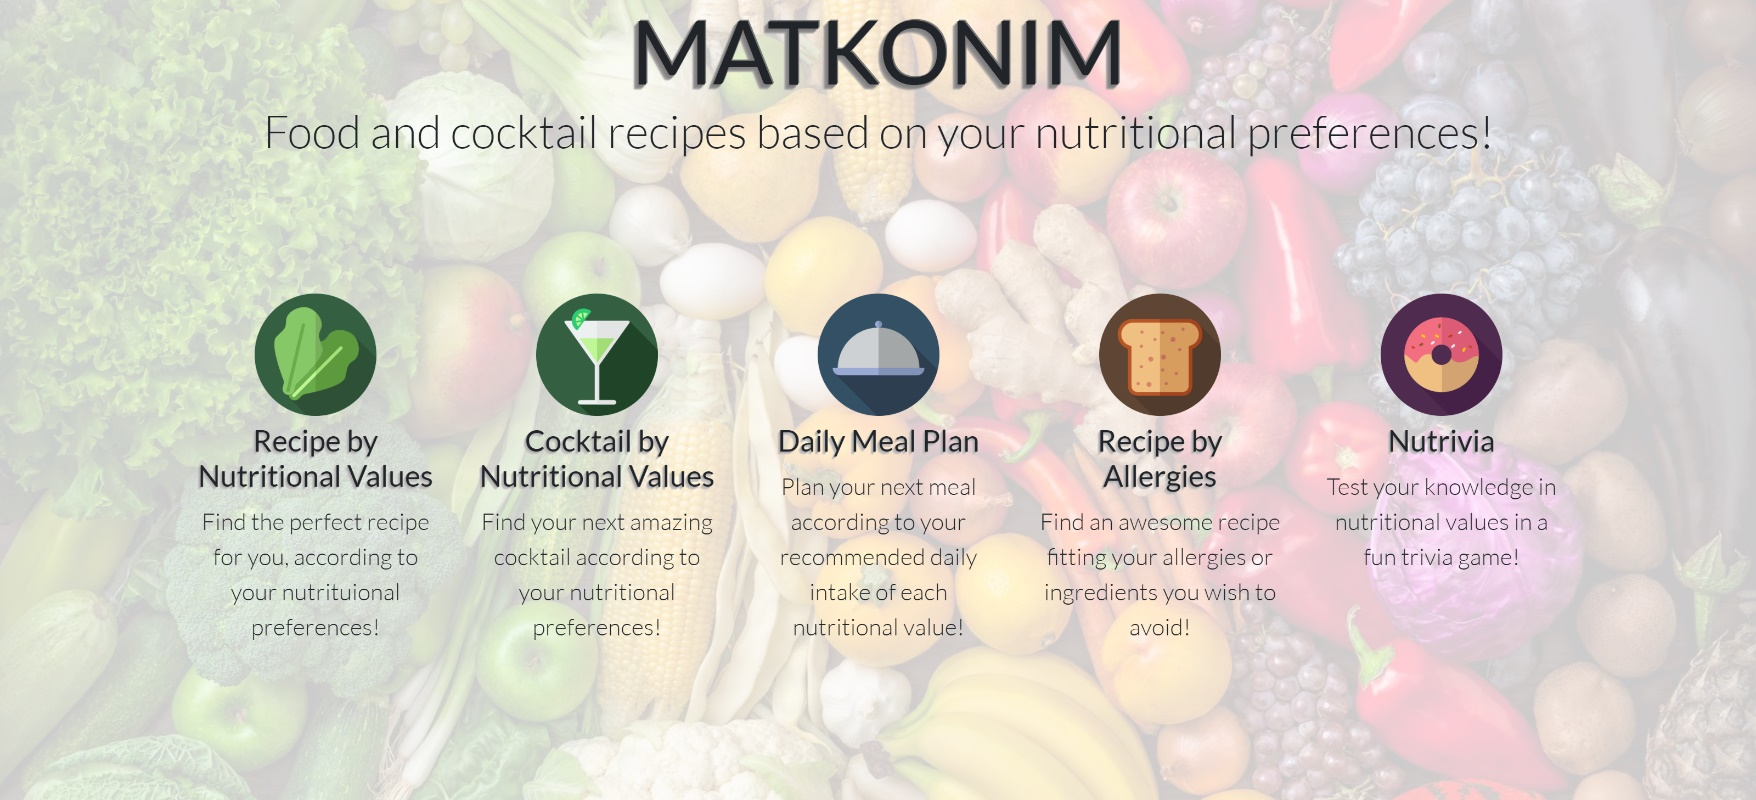 MATKONIM
Food and cocktail recipes based on your nutritional preferences!
Recipe by
Nutritional Values
Find the perfect recipe
for you, according to
your nutrituional
preferences!
Cocktail by
Nutritional Values
Find your next amazing
cocktail according to
your nutritional
preferences!
Daily Meal Plan
Plan your next meal
according to your
recommended daily
intake of each
nutritional value!
Recipe by
Allergies
Find an awesome recipe
fitting your allergies or
ingredients you wish to
avoid!
Nutrivia
Test your knowledge in
nutritional values in a
fun trivia game!